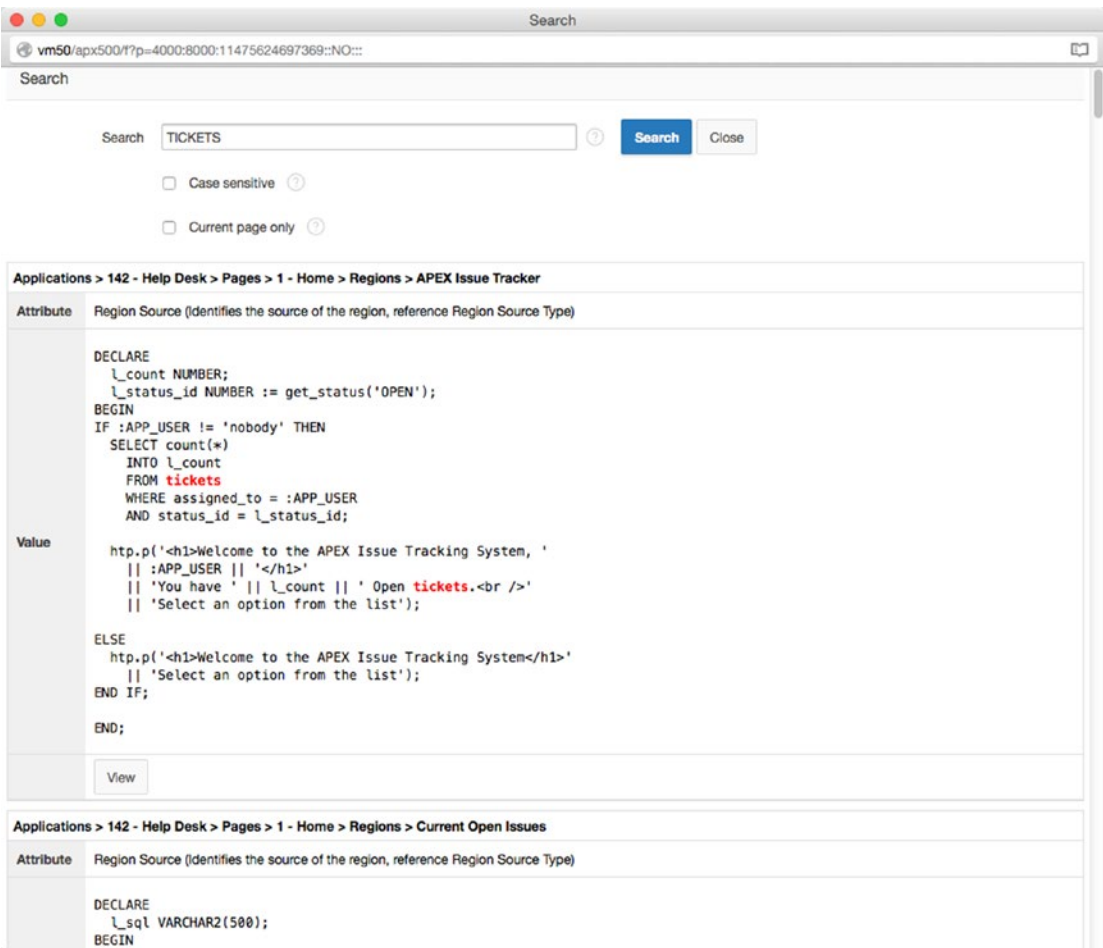 Search
vm50/apx500/f?p=4000:8000:11475624697369::NO:::
Search
Search TICKETS ? Search Close
Case sensitive ?
Current page only ?
Applications > 142 - Help Desk > Pages > 1 - Home > Regions > APEX Issue Tracker
Attribute Region Source (Identifies the source of the region, reference Region Source Type)
Value
DECLARE
l_count NUMBER;
l_status_id NUMBER := get_status('OPEN');
BEGIN
IF :APP_USER != 'nobody' THEN
SELECT count(*)
INTO l_count
FROM tickets
WHERE assigned_to = :APP_USER
AND status_id = l_status_id;
htp.p('<h1>Welcome to the APEX Issue Tracking System, '
|| :APP_USER || '</h1>'
|| 'You have ' || l_count || ' Open tickets.<br />'
|| 'Select an option from the list');
ELSE
htp.p('<h1>Welcome to the APEX Issue Tracking System</h1>'
|| 'Select an option from the list');
END IF;
END;
View
Applications > 142 - Help Desk > Pages > 1 - Home > Regions > Current Open Issues
Attribute Region Source (Identifies the source of the region, reference Region Source Type)
DECLARE
l_sql VARCHAR2(500);
BEGIN